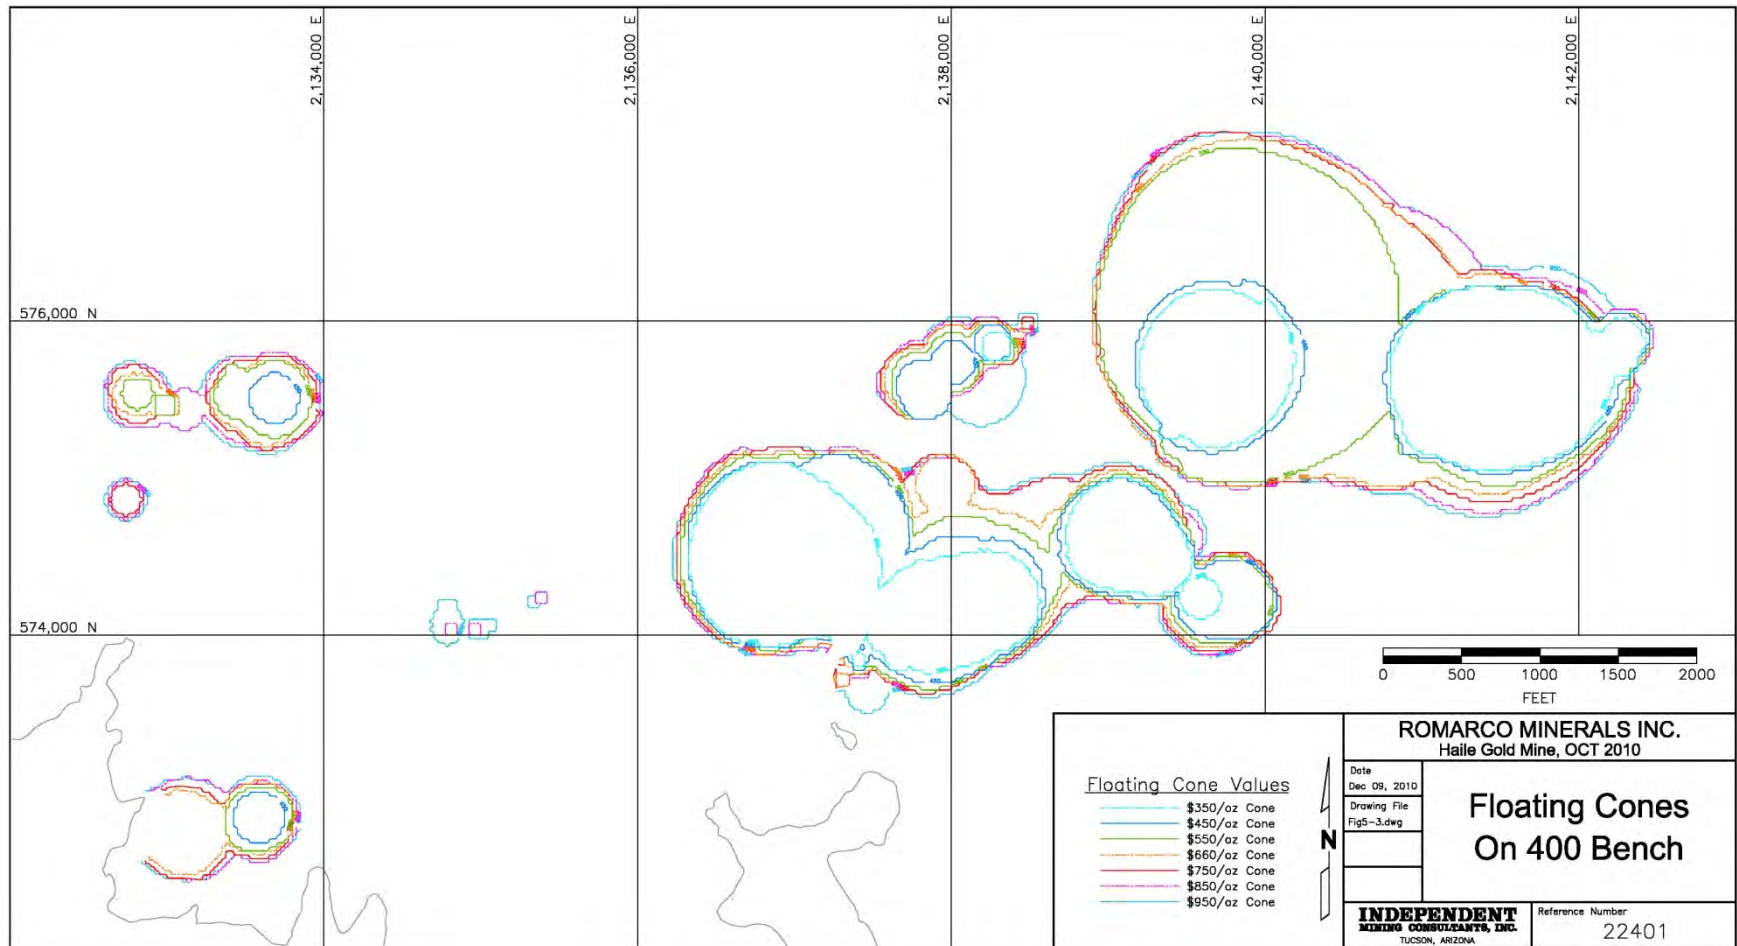 2,134,000 E
2,136,000 E
2,138,000 E
2,140,000 E
2,142,000 E
576,000 N
574,000 N
0 500 1000 1500 2000
FEET
Floating Cone Values
$350/oz Cone
$450/oz Cone
$550/oz Cone
$660/oz Cone
$750/oz Cone
$850/oz Cone
$950/oz Cone
N
ROMARCO MINERALS INC.
Haile Gold Mine, OCT 2010
Date
Dec 09, 2010
Drawing File
Fig5-3.dwg
Floating Cones
On 400 Bench
INDEPENDENT
MINING CONSULTANTS, INC.
TUCSON, ARIZONA
Reference Number
22401